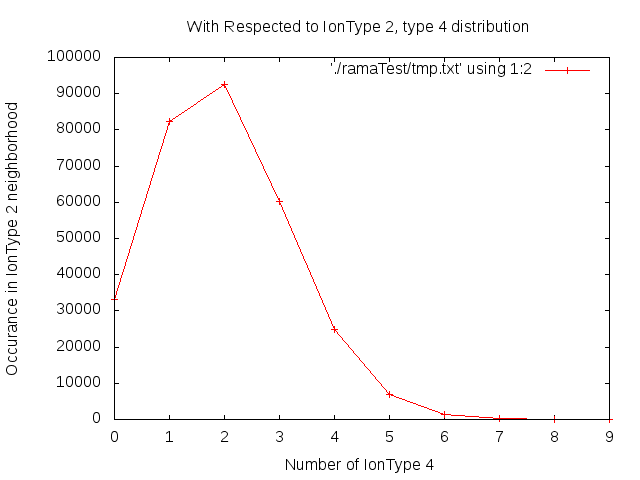 With Respected to IonType 2, type 4 distribution
'./ramaTest/tmp.txt' using 1:2
Occurance in IonType 2 neighborhood
100000
90000
80000
70000
60000
50000
40000
30000
20000
10000
0
0 1 2 3 4 5 6 7 8 9
Number of IonType 4